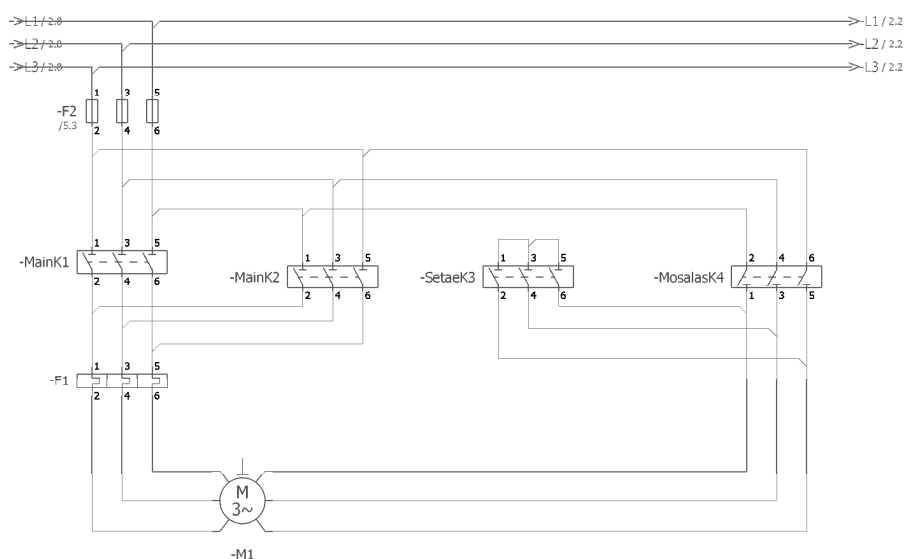 L1 / 2.8
-L1 / 2.2
L2 / 2.8
-L2 / 2.2
L3 / 2.8
-L3 / 2.2
1 3 5
-F2
/5.3
2 4 6
1 3 5
-MainK1
2 4 6
1 3 5
-MainK2
2 4 6
1 3 5
-SetaeK3
2 4 6
2 4 6
-MosalasK4
1 3 5
1 3 5
-F1
2 4 6
M
3~
-M1